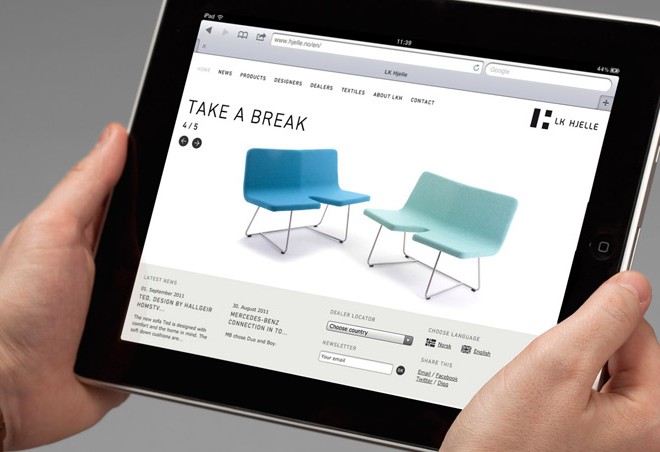 iPad 11:39 44%
www.hjelle.no/en/ Google
LK Hjelle
HOME NEWS PRODUCTS DESIGNERS DEALERS TEXTILES ABOUT LKH CONTACT
LK HJELLE
TAKE A BREAK
4 / 5
LATEST NEWS
01. September 2011
TED, DESIGN BY HALLGEIR
HOMSTV...
The new sofa Ted is designed with
comfort and the home in mind. The
soft down cushions are...
30. August 2011
MERCEDES-BENZ
CONNECTION IN TO...
MB chose Duo and Boy.
DEALER LOCATOR
Choose country
NEWSLETTER
Your email OK
CHOOSE LANGUAGE
Norsk English
SHARE THIS
Email / Facebook
Twitter / Digg